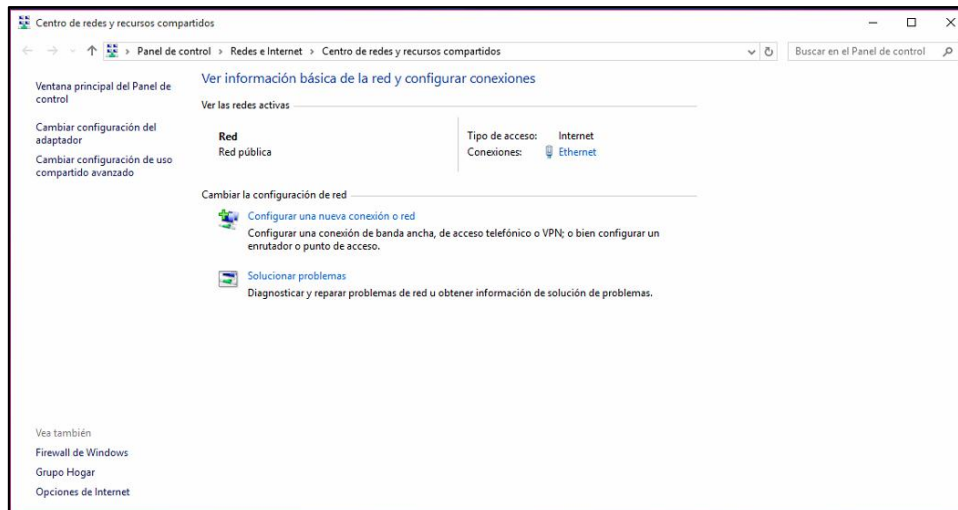 Centro de redes y recursos compartidos
Panel de control › Redes e Internet › Centro de redes y recursos compartidos
Buscar en el Panel de control
Ventana principal del Panel de
control
Cambiar configuración del
adaptador
Cambiar configuración de uso
compartido avanzado
Ver información básica de la red y configurar conexiones
Ver las redes activas
Red
Red pública
Tipo de acceso: Internet
Conexiones: Ethernet
Cambiar la configuración de red
Configurar una nueva conexión o red
Configurar una conexión de banda ancha, de acceso telefónico o VPN; o bien configurar un
enrutador o punto de acceso.
Solucionar problemas
Diagnosticar y reparar problemas de red u obtener información de solución de problemas.
Vea también
Firewall de Windows
Grupo Hogar
Opciones de Internet